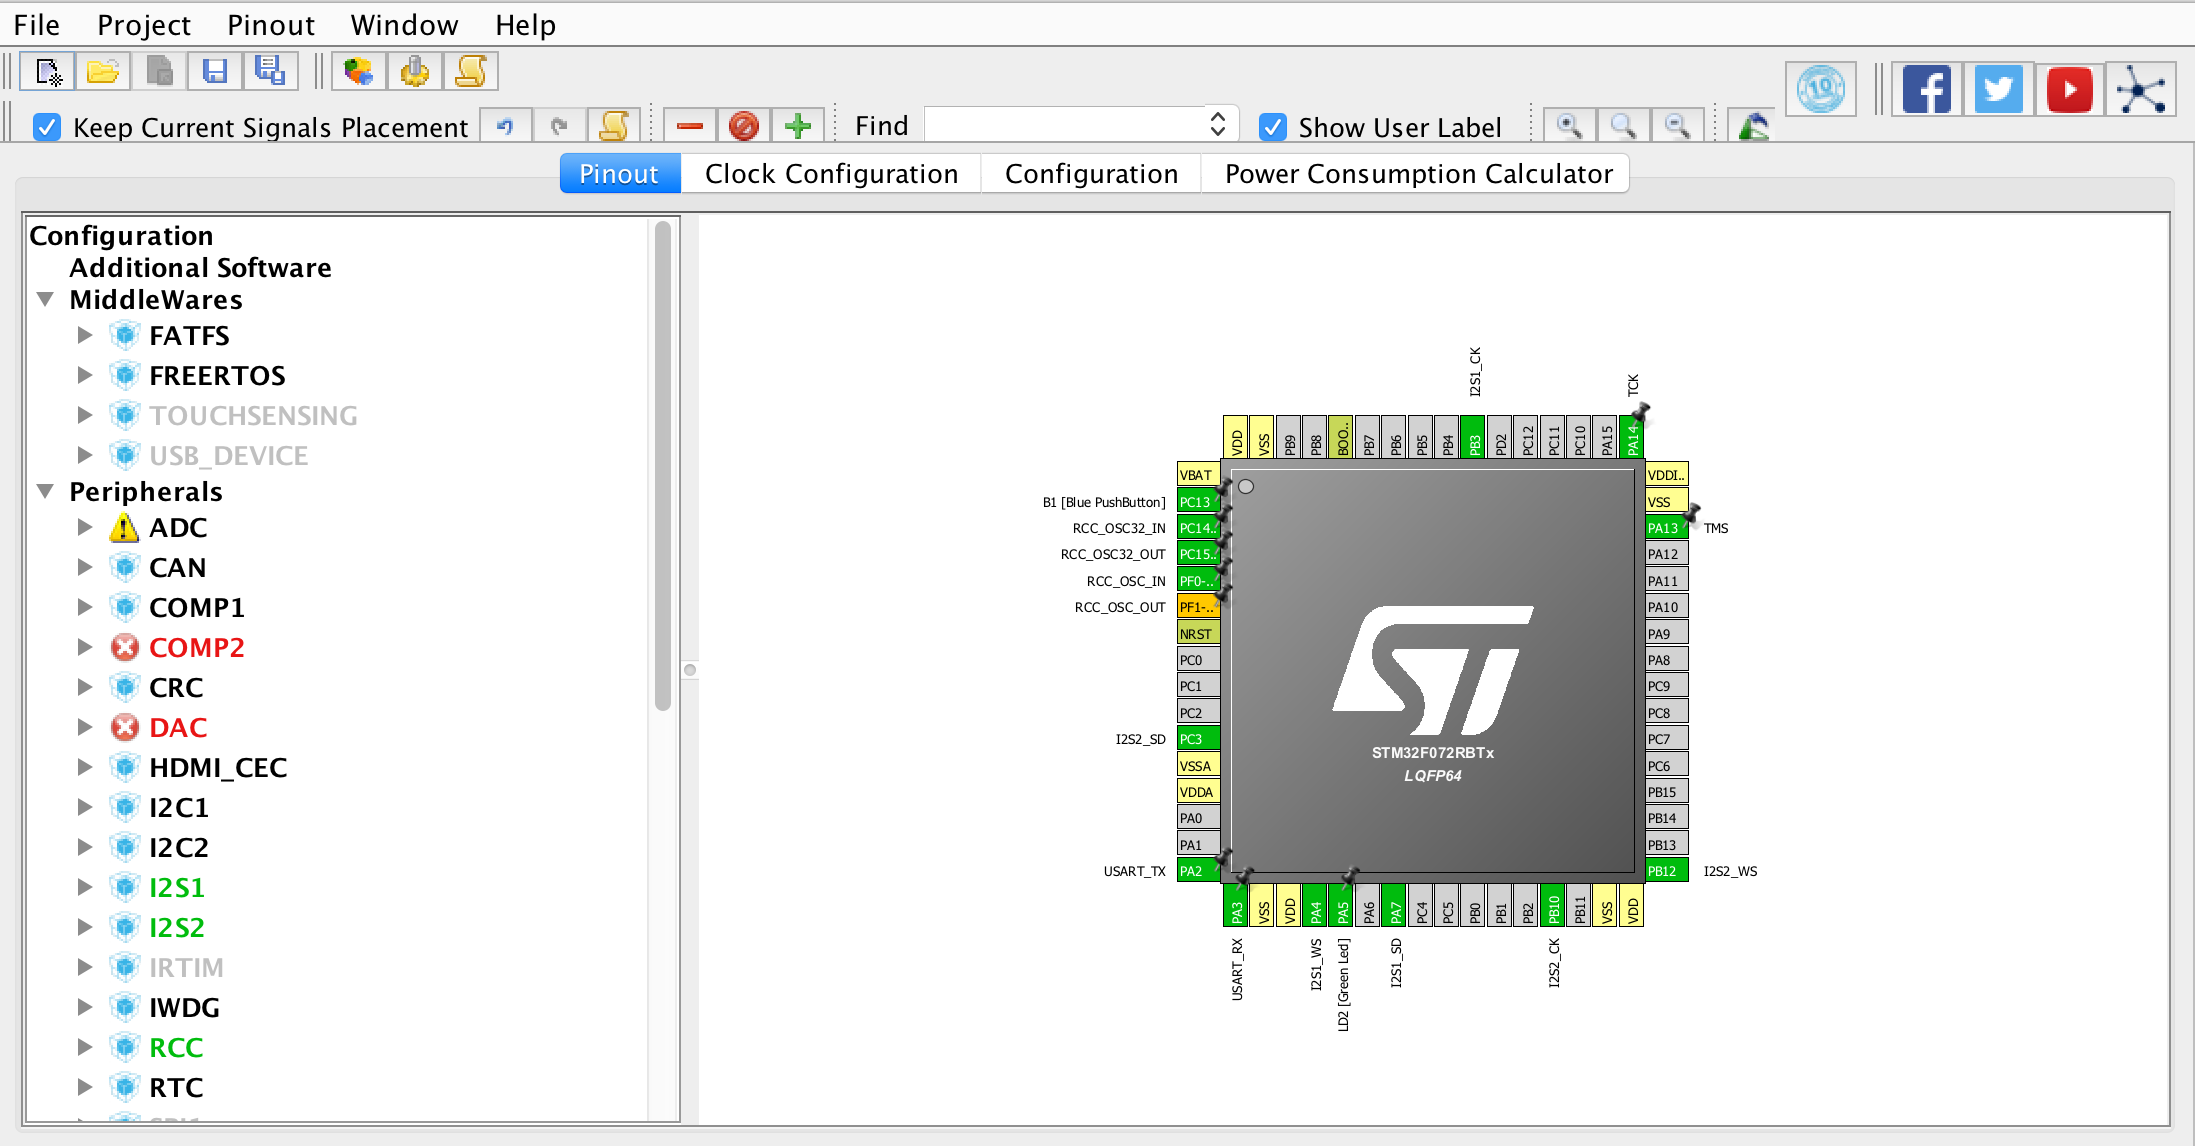 File Project Pinout Window Help
10
Keep Current Signals Placement Find Show User Label
Pinout Clock Configuration Configuration Power Consumption Calculator
Configuration
Additional Software
MiddleWares
FATFS
FREERTOS
TOUCHSENSING
USB_DEVICE
Peripherals
ADC
CAN
COMP1
COMP2
CRC
DAC
HDMI_CEC
I2C1
I2C2
I2S1
I2S2
IRTIM
IWDG
RCC
RTC
I2S1_CK
TCK
VDD
VSS
PB9
PB8
BOO..
PB7
PB6
PB5
PB4
PB3
PD2
PC12
PC11
PC10
PA15
PA14
VBAT
B1 [Blue PushButton] PC13
RCC_OSC32_IN PC14..
RCC_OSC32_OUT PC15..
RCC_OSC_IN PF0-..
RCC_OSC_OUT PF1-..
NRST
PC0
PC1
PC2
I2S2_SD PC3
VSSA
VDDA
PA0
PA1
USART_TX PA2
ST
STM32F072RBTx
LQFP64
VDDI..
VSS
PA13 TMS
PA12
PA11
PA10
PA9
PA8
PC9
PC8
PC7
PC6
PB15
PB14
PB13
PB12 I2S2_WS
PA3
VSS
VDD
PA4
PA5
PA6
PA7
PC4
PC5
PB0
PB1
PB2
PB10
PB11
VSS
VDD
USART_RX
I2S1_WS
LD2 [Green Led]
I2S1_SD
I2S2_CK